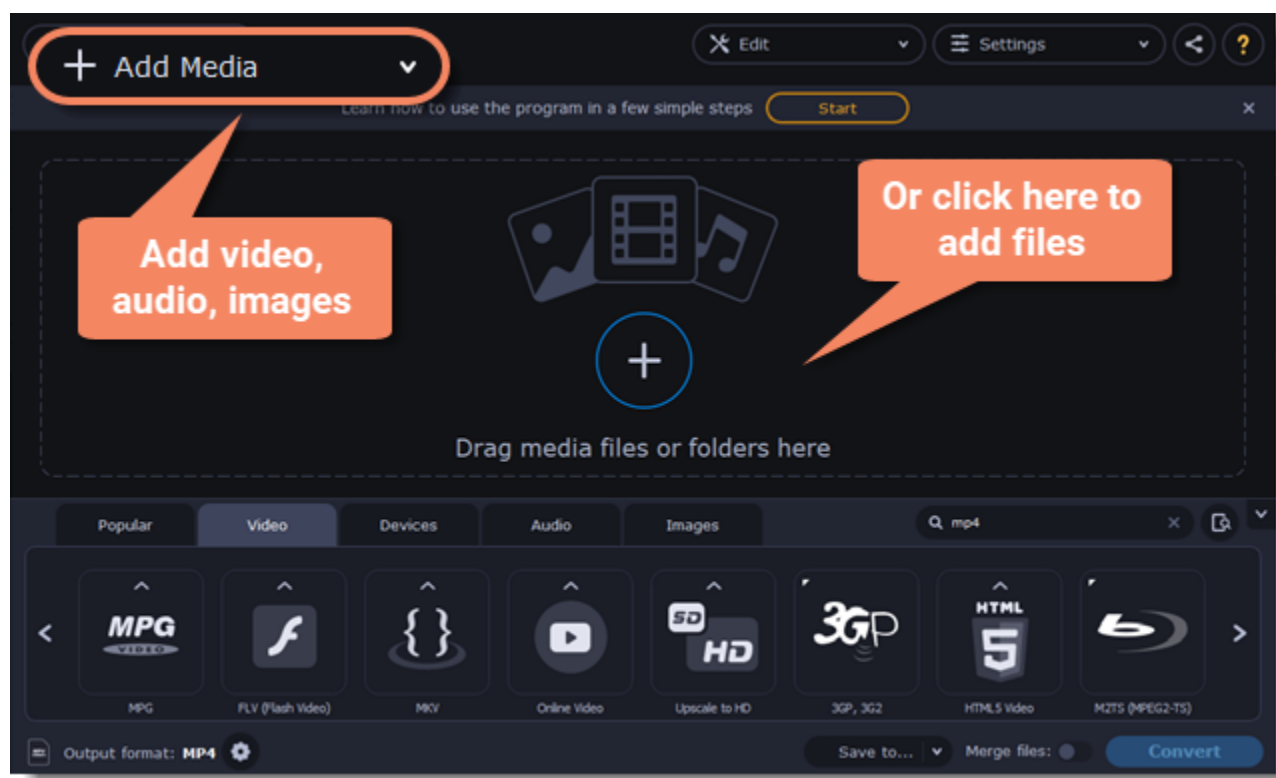 + Add Media
Edit
Settings
?
Learn how to use the program in a few simple steps
Start
Add video,
audio, images
Or click here to
add files
Drag media files or folders here
Popular
Video
Devices
Audio
Images
mp4
MPG
VIDEO
SD
HD
3GP
HTML
5
MPG
FLV (Flash Video)
MKV
Online Video
Upscale to HD
3GP, 3G2
HTML5 Video
M2TS (MPEG2-TS)
Output format: MP4
Save to...
Merge files:
Convert